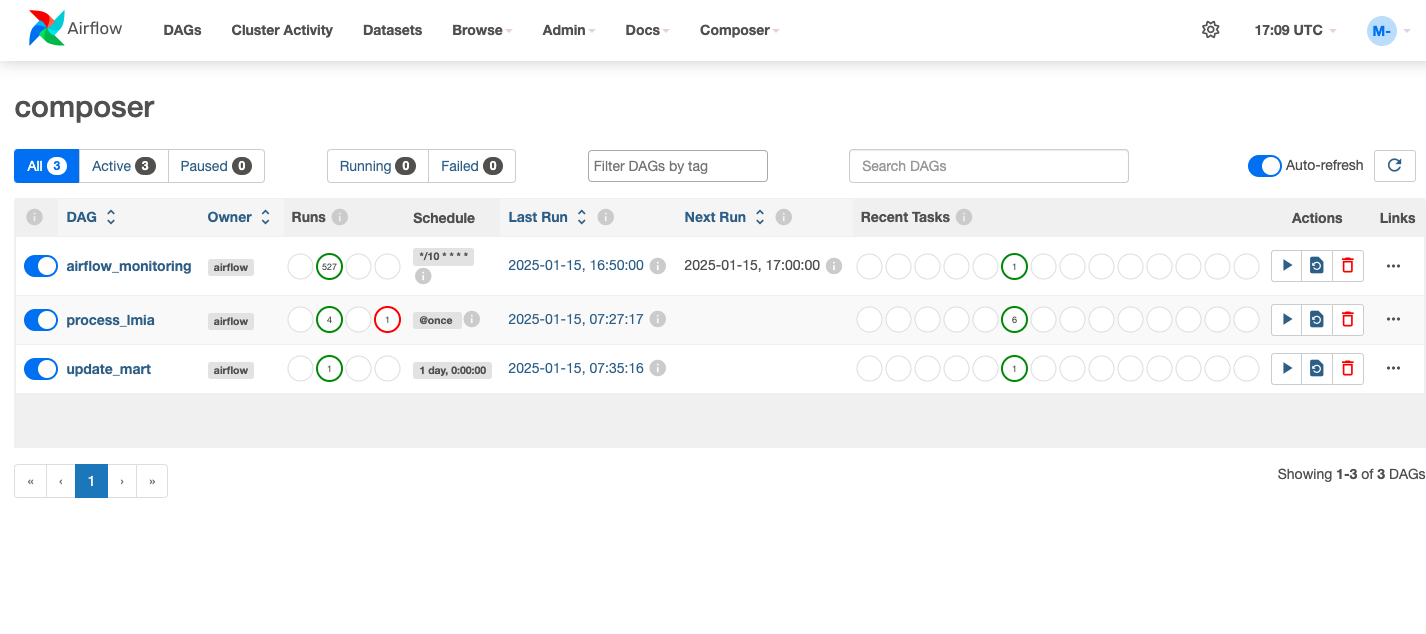 Airflow DAGs Cluster Activity Datasets Browse Admin Docs Composer 17:09 UTC M-
composer
All 3 Active 3 Paused 0 Running 0 Failed 0 Filter DAGs by tag Search DAGs Auto-refresh
DAG Owner Runs Schedule Last Run Next Run Recent Tasks Actions Links
airflow_monitoring airflow 527 */10 * * * * 2025-01-15, 16:50:00 2025-01-15, 17:00:00 1
process_lmia airflow 4 1 @once 2025-01-15, 07:27:17 6
update_mart airflow 1 1 day, 0:00:00 2025-01-15, 07:35:16 1
« ‹ 1 › » Showing 1-3 of 3 DAGs